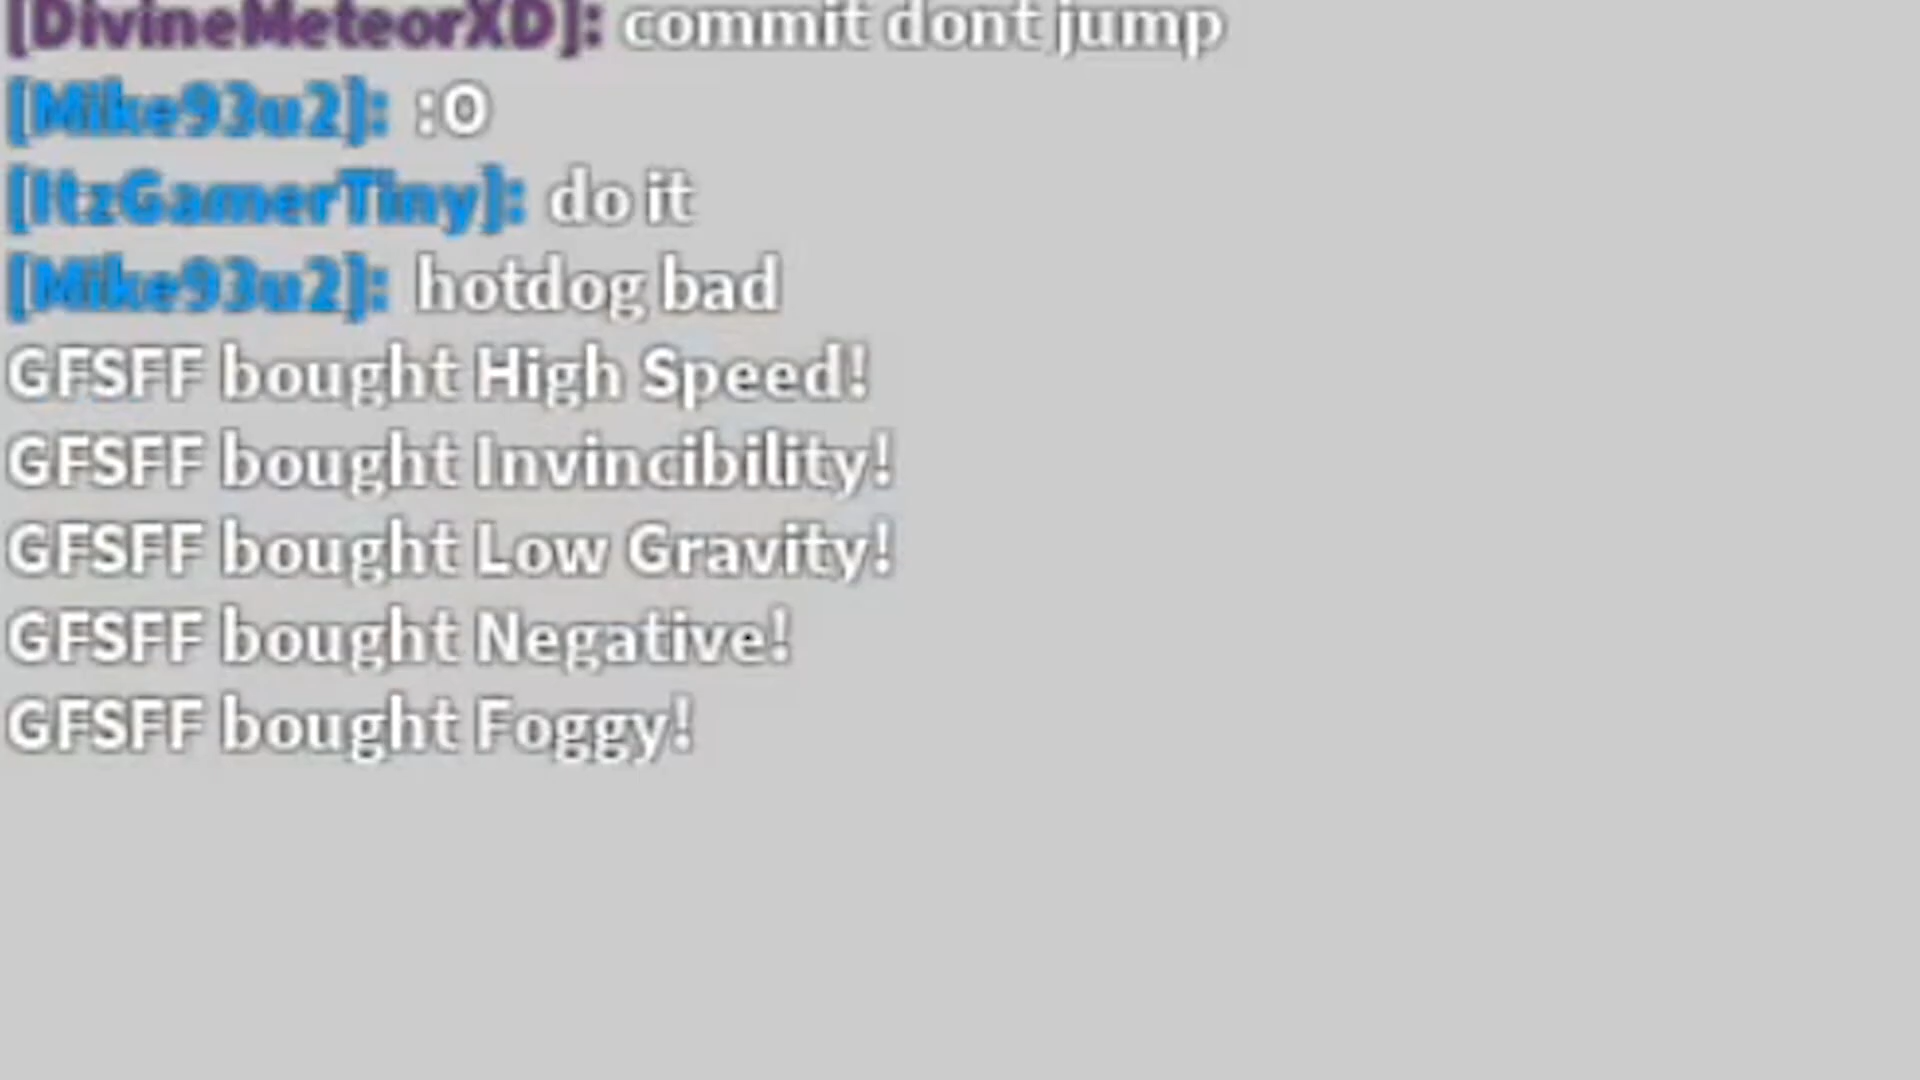 [DivineMeteorXD]: commit dont jump
[Mike93u2]: :O
[ItzGamerTiny]: do it
[Mike93u2]: hotdog bad
GFSFF bought High Speed!
GFSFF bought Invincibility!
GFSFF bought Low Gravity!
GFSFF bought Negative!
GFSFF bought Foggy!